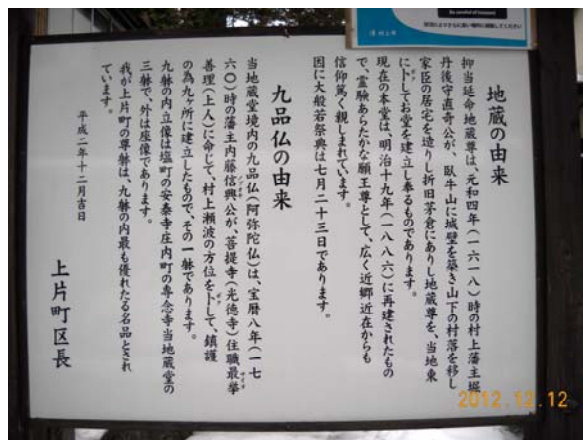 地蔵の由来
抑当延命地蔵尊は、元和四年(一六一八)時の村上藩主堀
丹後守直奇公が、臥牛山に城壁を築き山下の村落を移し
家臣の居宅を造りし折旧茅倉にありし地蔵尊を、当地東
に卜してお堂を建立し奉るものであります。
現在の本堂は、明治十九年(一八八六)に再建されたもの
で、霊験あらたかな願王尊として、広く近郷近在からも
信仰篤く親しまれています。
因に大般若祭典は七月二十三日であります。
九品仏の由来
当地蔵堂境内の九品仏(阿弥陀仏)は、宝暦八年(一七
六〇)時の藩主内藤信興公が、菩提寺(光徳寺)住職最挙
善理(上人)に命じて、村上瀬波の方位を卜して、鎮護
の為九ヶ所に建立したもので、その一躰であります。
九躰の内立像は塩町の安泰寺庄内町の専念寺当地蔵堂の
三躰で、外は座像であります。
我が上片町の尊躰は、九躰の内最も優れたる名品とされ
ています。
平成二年十二月吉日
上片町区長
2012.12.12